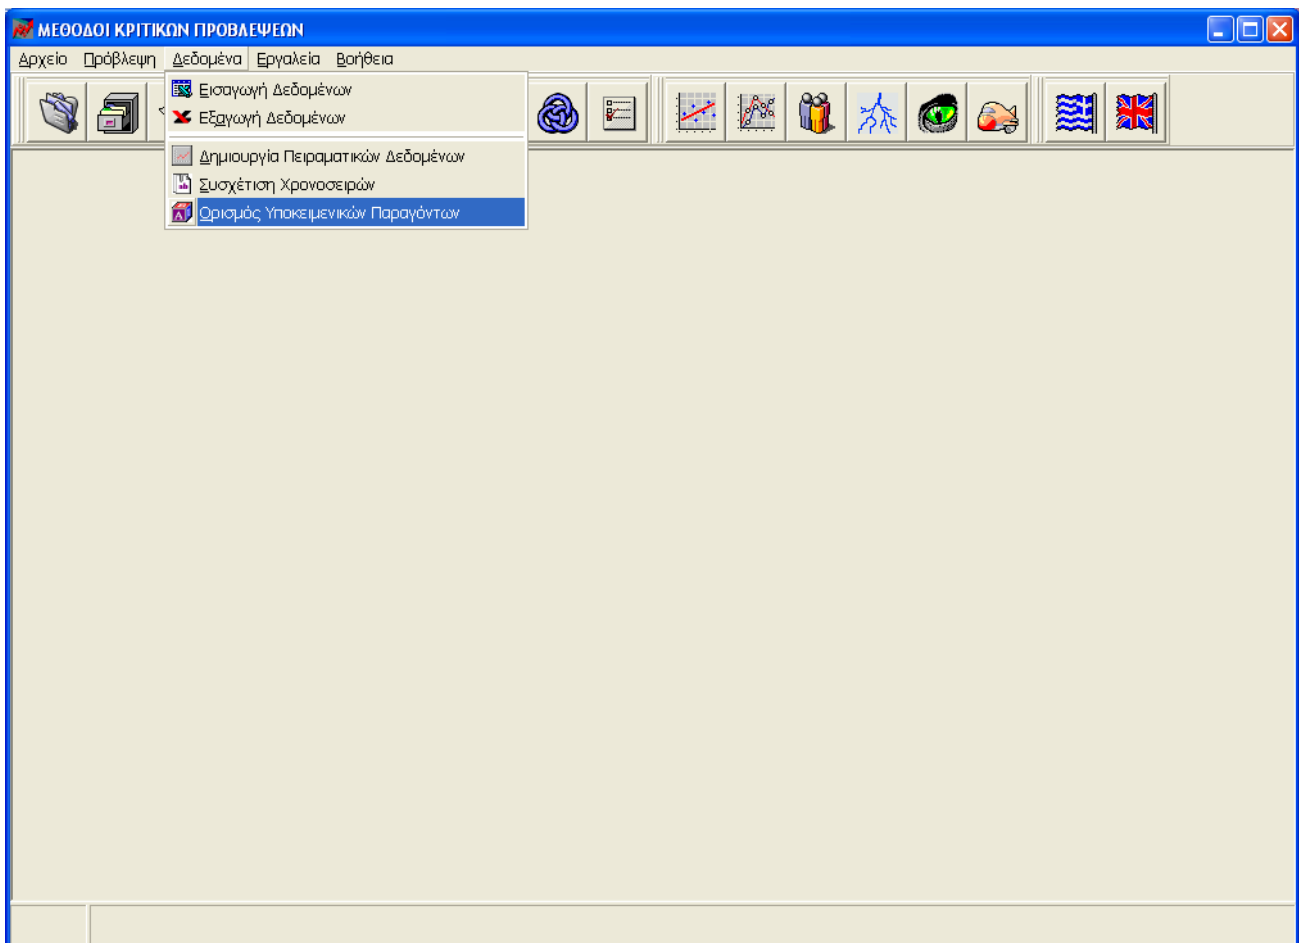 ΜΕΘΟΔΟΙ ΚΡΙΤΙΚΩΝ ΠΡΟΒΛΕΨΕΩΝ
Αρχείο Πρόβλεψη Δεδομένα Εργαλεία Βοήθεια
Εισαγωγή Δεδομένων
Εξαγωγή Δεδομένων
Δημιουργία Πειραματικών Δεδομένων
Συσχέτιση Χρονοσειρών
Ορισμός Υποκειμενικών Παραγόντων